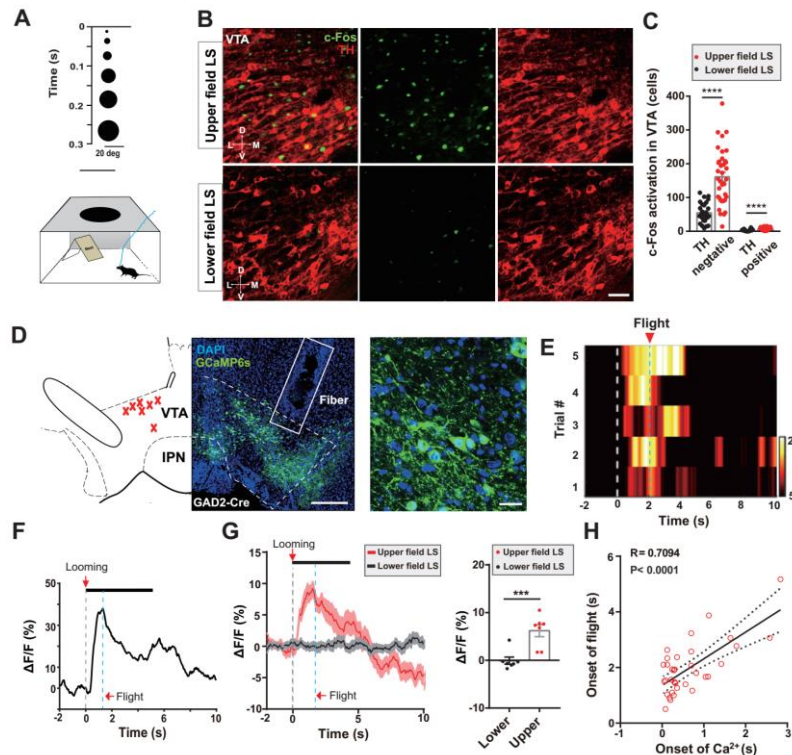 A
0
Time (s)
0.1
0.2
0.3
20 deg
B
Upper field LS
VTA
c-Fos
TH
D
L
M
V
Lower field LS
D
L
M
V
C
Upper field LS
Lower field LS
c-Fos activation in VTA (cells)
400
300
200
100
0
****
****
TH
negtative
TH
positive
D
VTA
IPN
DAPI
GCaMP6s
Fiber
GAD2-Cre
E
Flight
Trial #
5
4
3
2
1
-2 0 2 4 6 8 10
Time (s)
F
Looming
ΔF/F (%)
50
30
10
0
Flight
-2 0 2 4 6 8 10
Time (s)
G
Looming
Upper field LS
Lower field LS
ΔF/F (%)
15
10
5
0
-5
-10
Flight
-2 0 2 4 6 8 10
Time (s)
Upper field LS
Lower field LS
ΔF/F (%)
20
10
0
-10
***
Lower
Upper
H
R= 0.7094
P< 0.0001
Onset of flight(s)
6
4
2
0
0 1 2 3
Onset of Ca²⁺(s)